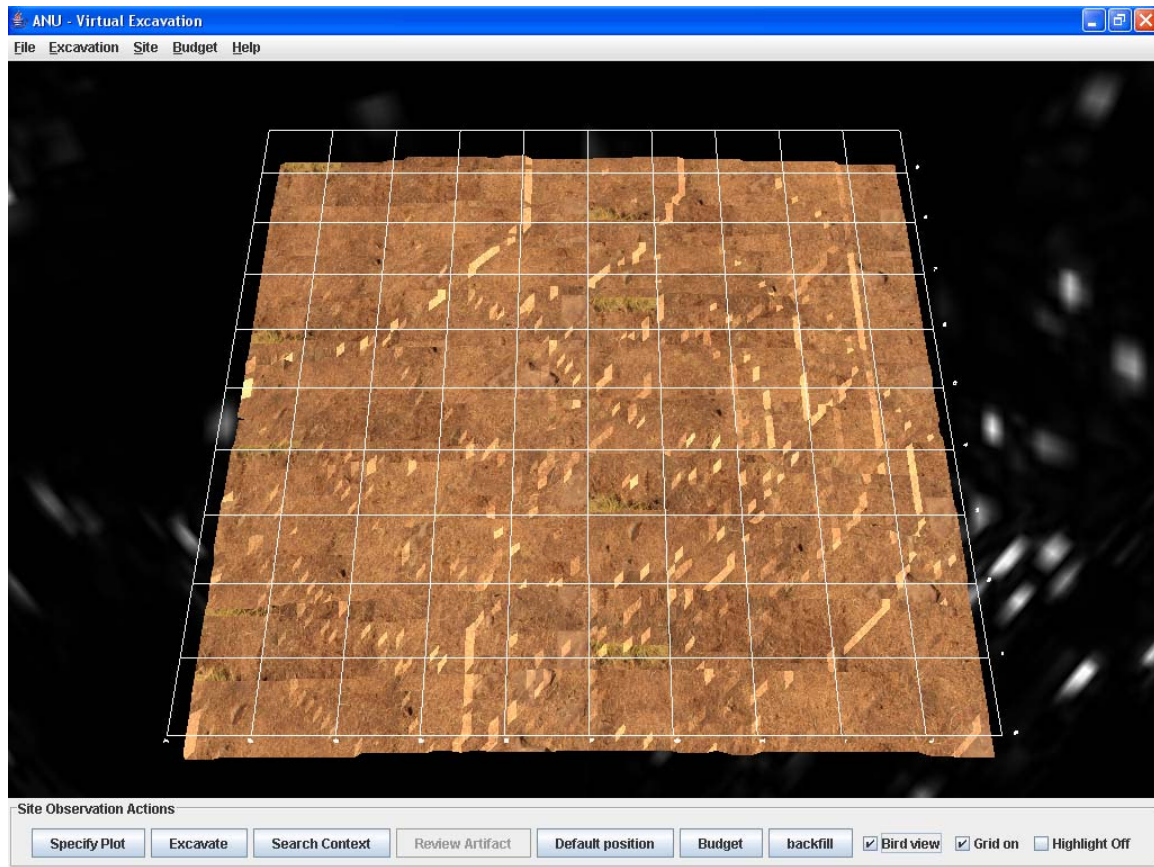 ANU - Virtual Excavation
File Excavation Site Budget Help
Site Observation Actions
Specify Plot Excavate Search Context Review Artifact Default position Budget backfill Bird view Grid on Highlight Off